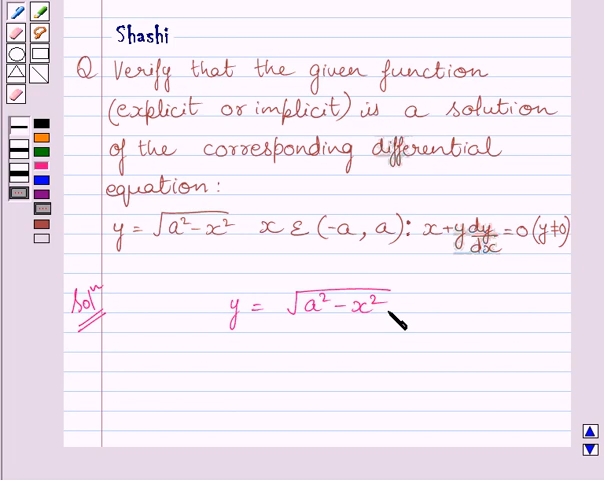 Shashi
Q Verify that the given function
(explicit or implicit) is a solution
of the corresponding differential
equation:
y = √a²-x² x ε (-a, a): x+y dy/dx = 0 (y≠0)
Solⁿ y = √a²-x²